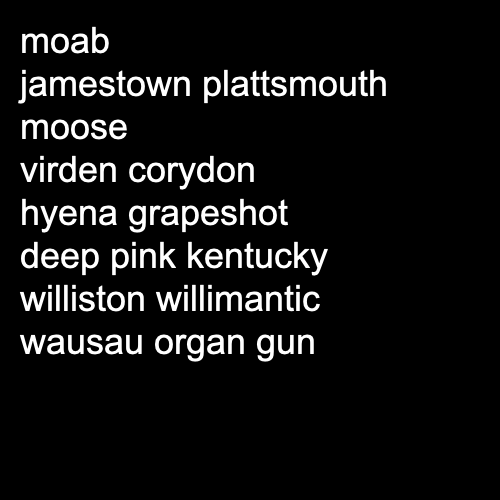 moab
jamestown plattsmouth
moose
virden corydon
hyena grapeshot
deep pink kentucky
williston willimantic
wausau organ gun